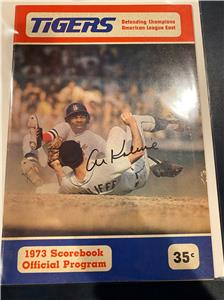 TIGERS
Defending Champions
American League East
Al Kaline
1973 Scorebook
Official Program
35¢